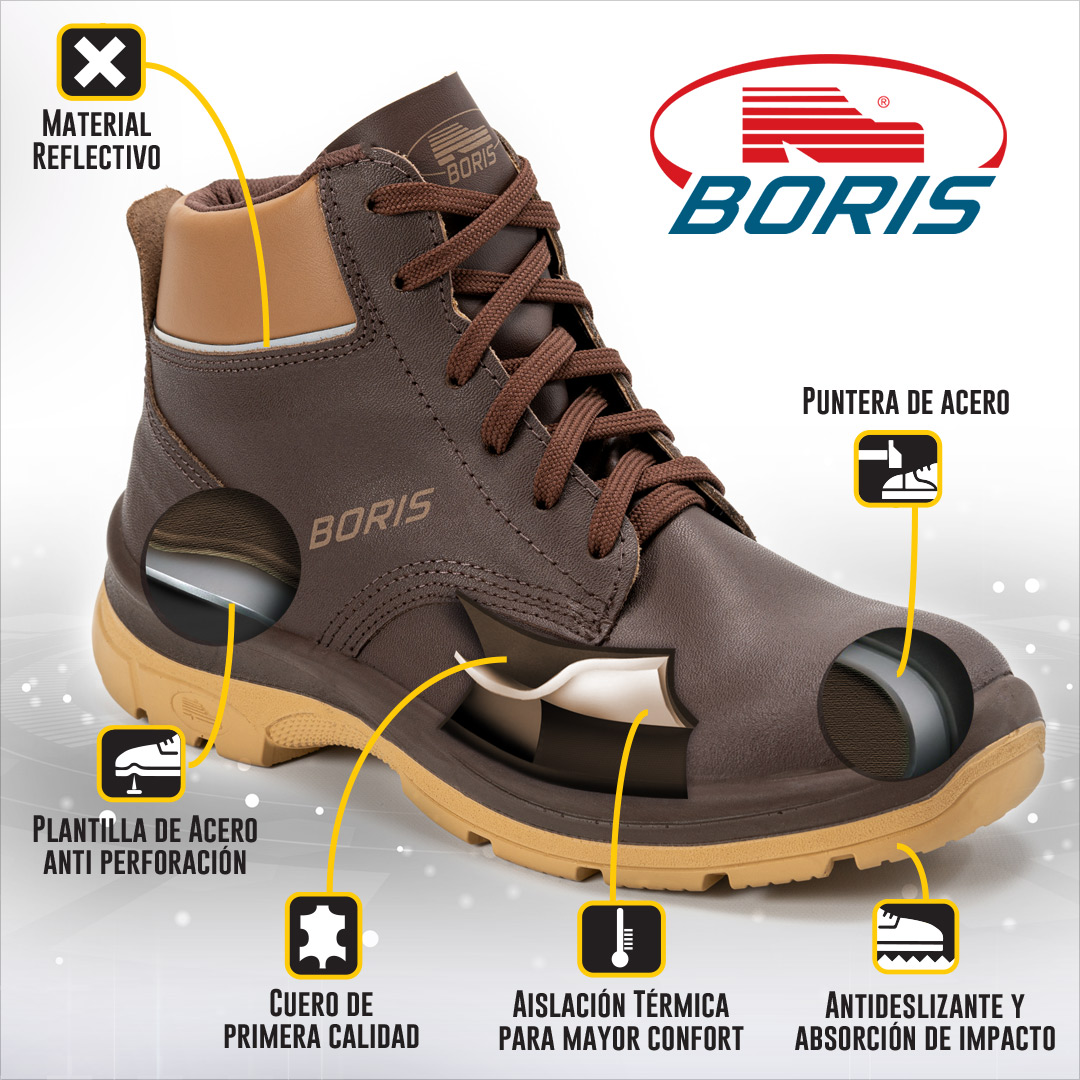 MATERIAL
REFLECTIVO
BORIS
®
BORIS
PUNTERA DE ACERO
BORIS
PLANTILLA DE ACERO
ANTI PERFORACIÓN
CUERO DE
PRIMERA CALIDAD
AISLACIÓN TÉRMICA
PARA MAYOR CONFORT
ANTIDESLIZANTE Y
ABSORCIÓN DE IMPACTO